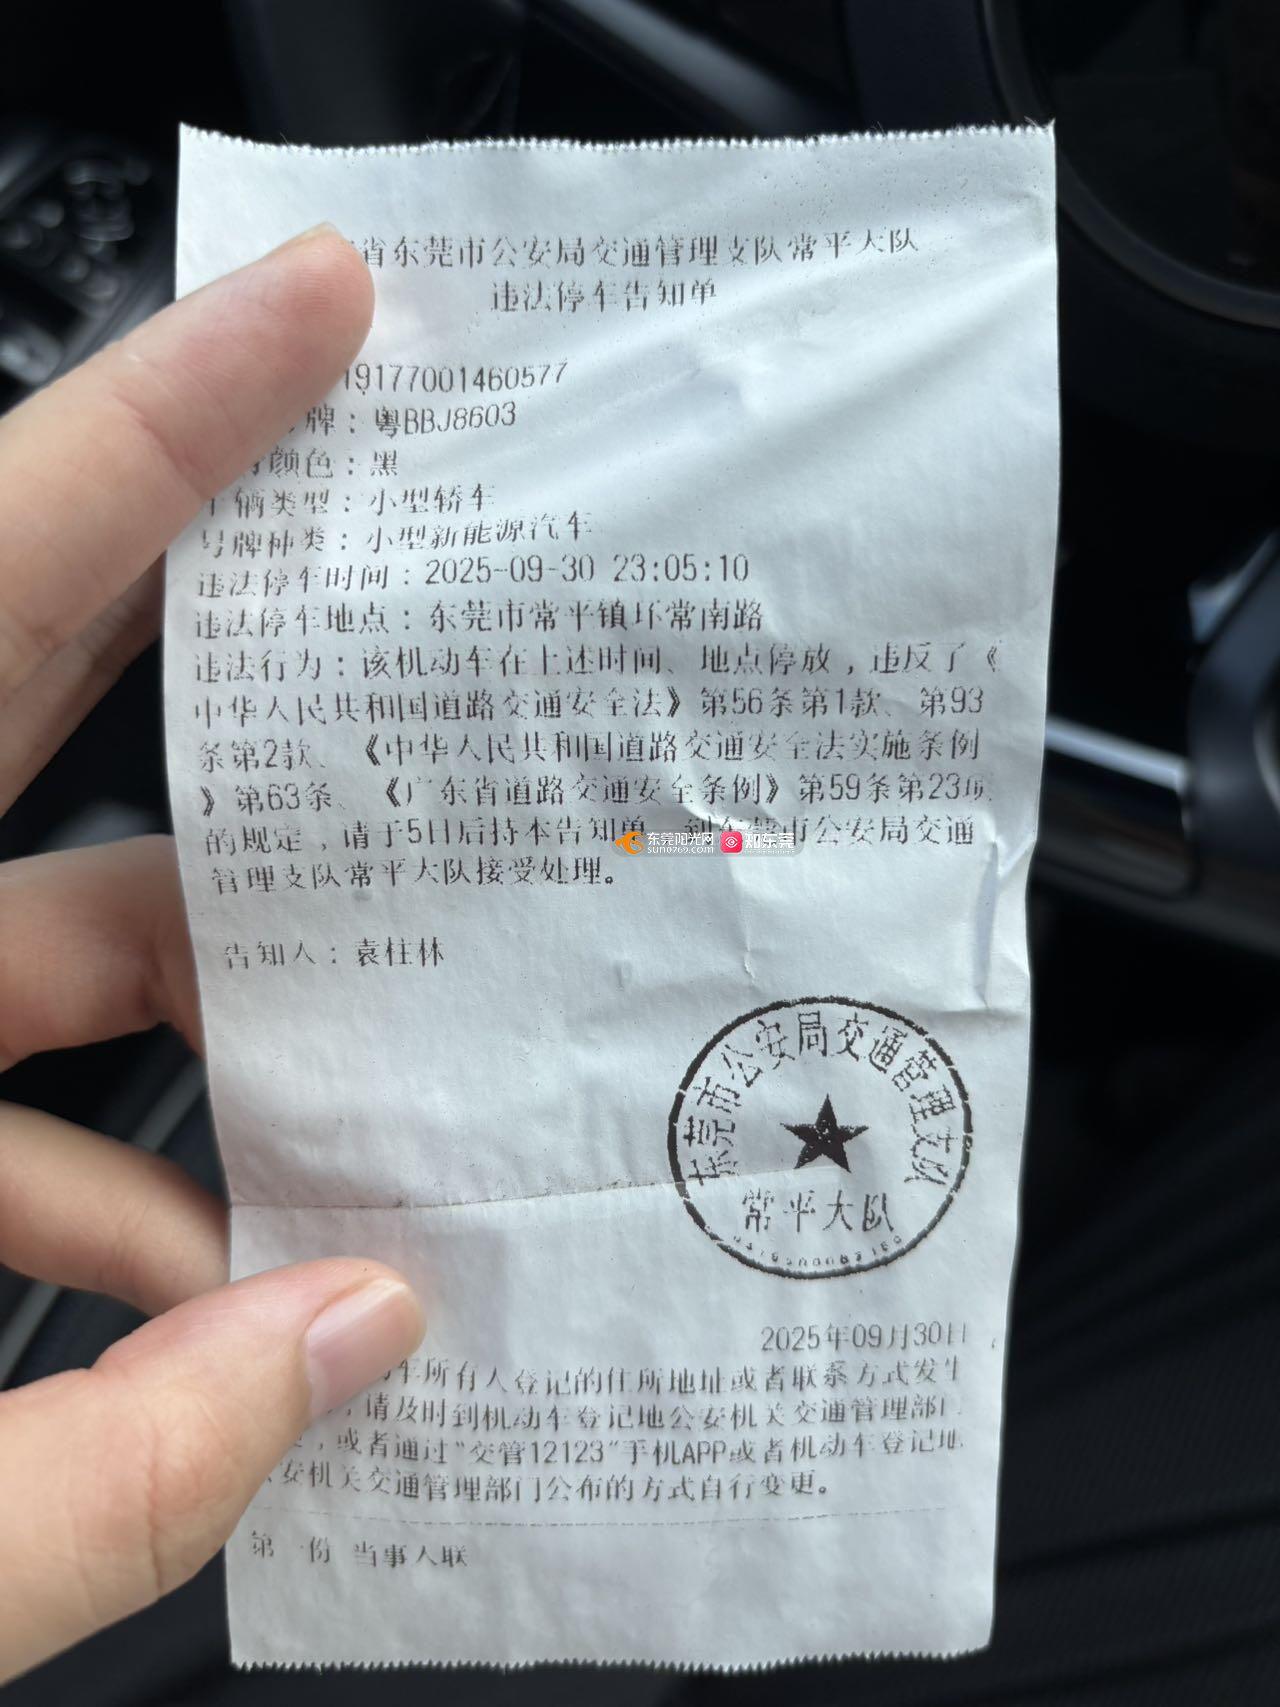 省东莞市公安局交通管理支队常平大队
违法停车告知单
19177001460577
牌：粤BBJ8603
颜色：黑
车辆类型：小型轿车
号牌种类：小型新能源汽车
违法停车时间：2025-09-30 23:05:10
违法停车地点：东莞市常平镇环常南路
违法行为：该机动车在上述时间、地点停放，违反了《
中华人民共和国道路交通安全法》第56条第1款、第93
条第2款、《中华人民共和国道路交通安全法实施条例
》第63条、《广东省道路交通安全条例》第59条第23项
的规定，请于5日后持本告知单 到东莞市公安局交通
管理支队常平大队接受处理。
东莞阳光网
sun0769.com
知东莞
告知人：袁柱林
东莞市公安局交通管理支队
常平大队
2025年09月30日
车所有人登记的住所地址或者联系方式发生
，请及时到机动车登记地公安机关交通管理部门
，或者通过“交管12123”手机APP或者机动车登记地
安机关交通管理部门公布的方式自行变更。
第一份 当事人联